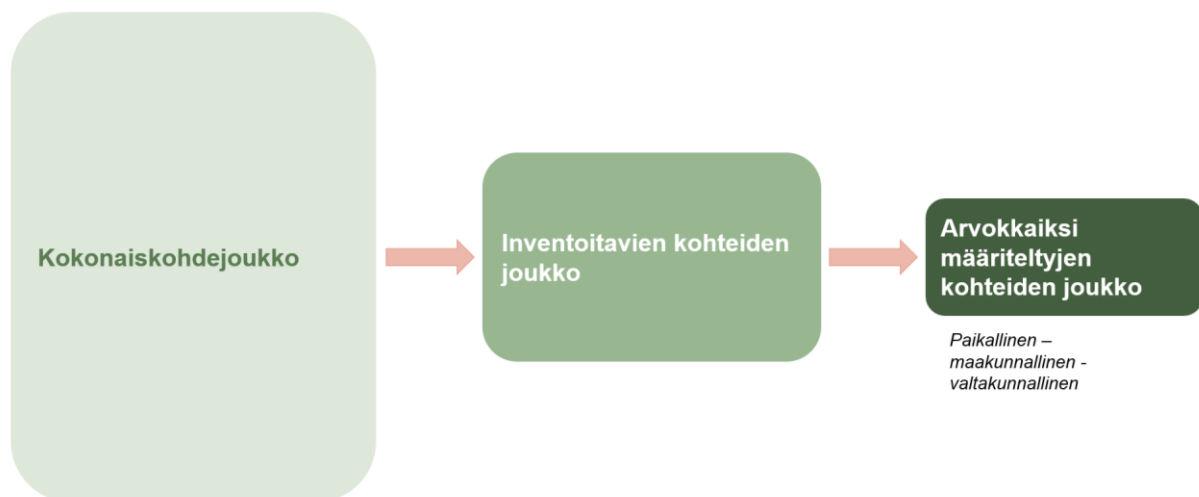 Kokonaiskohdejoukko
Inventoitavien kohteiden
joukko
Arvokkaiksi
määriteltyjen
kohteiden joukko
Paikallinen –
maakunnallinen -
valtakunnallinen